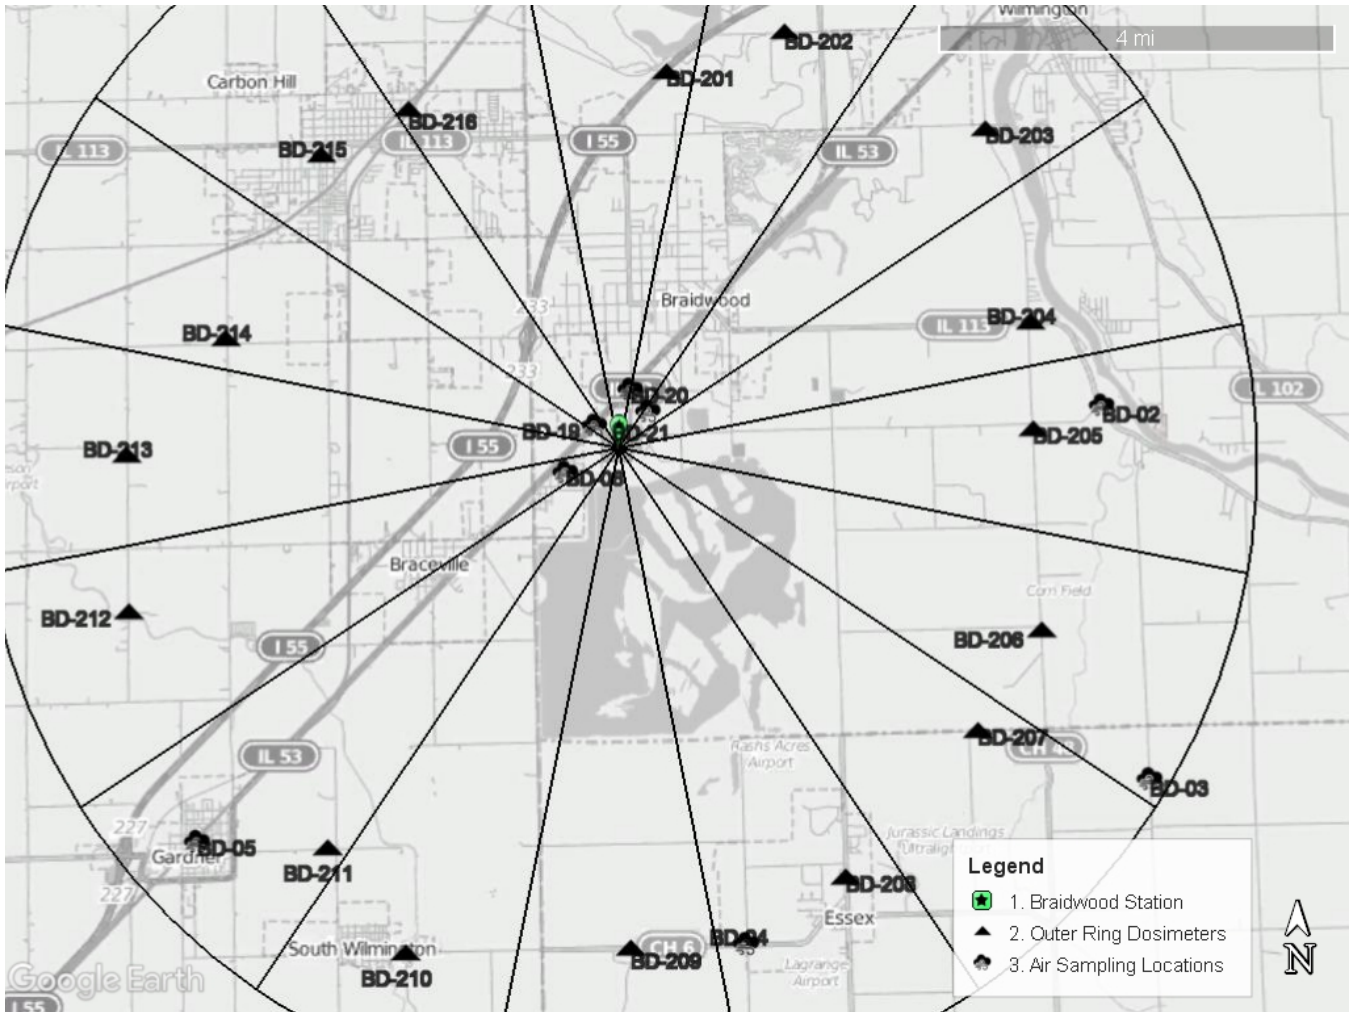 Wilmington
BD-202
4 mi
BD-201
Carbon Hill
BD-216
BD-203
IL 113
BD-215
IL 113
I 55
IL 53
233
Braidwood
BD-204
IL 113
BD-214
233
IL 102
BD-20
BD-02
BD-19
BD-21
BD-205
BD-213
I 55
BD-06
Braceville
Corn Field
BD-212
BD-206
I 55
BD-207
IL 53
Rashs Acres
Airport
BD-03
227
Jurassic Landings
Ultralight
BD-05
Gardner
BD-211
BD-208
227
Essex
South Wilmington
BD-04
CH 6
BD-209
BD-210
Lagrange
Airport
Google Earth
I 55
Legend
1. Braidwood Station
2. Outer Ring Dosimeters
3. Air Sampling Locations
N